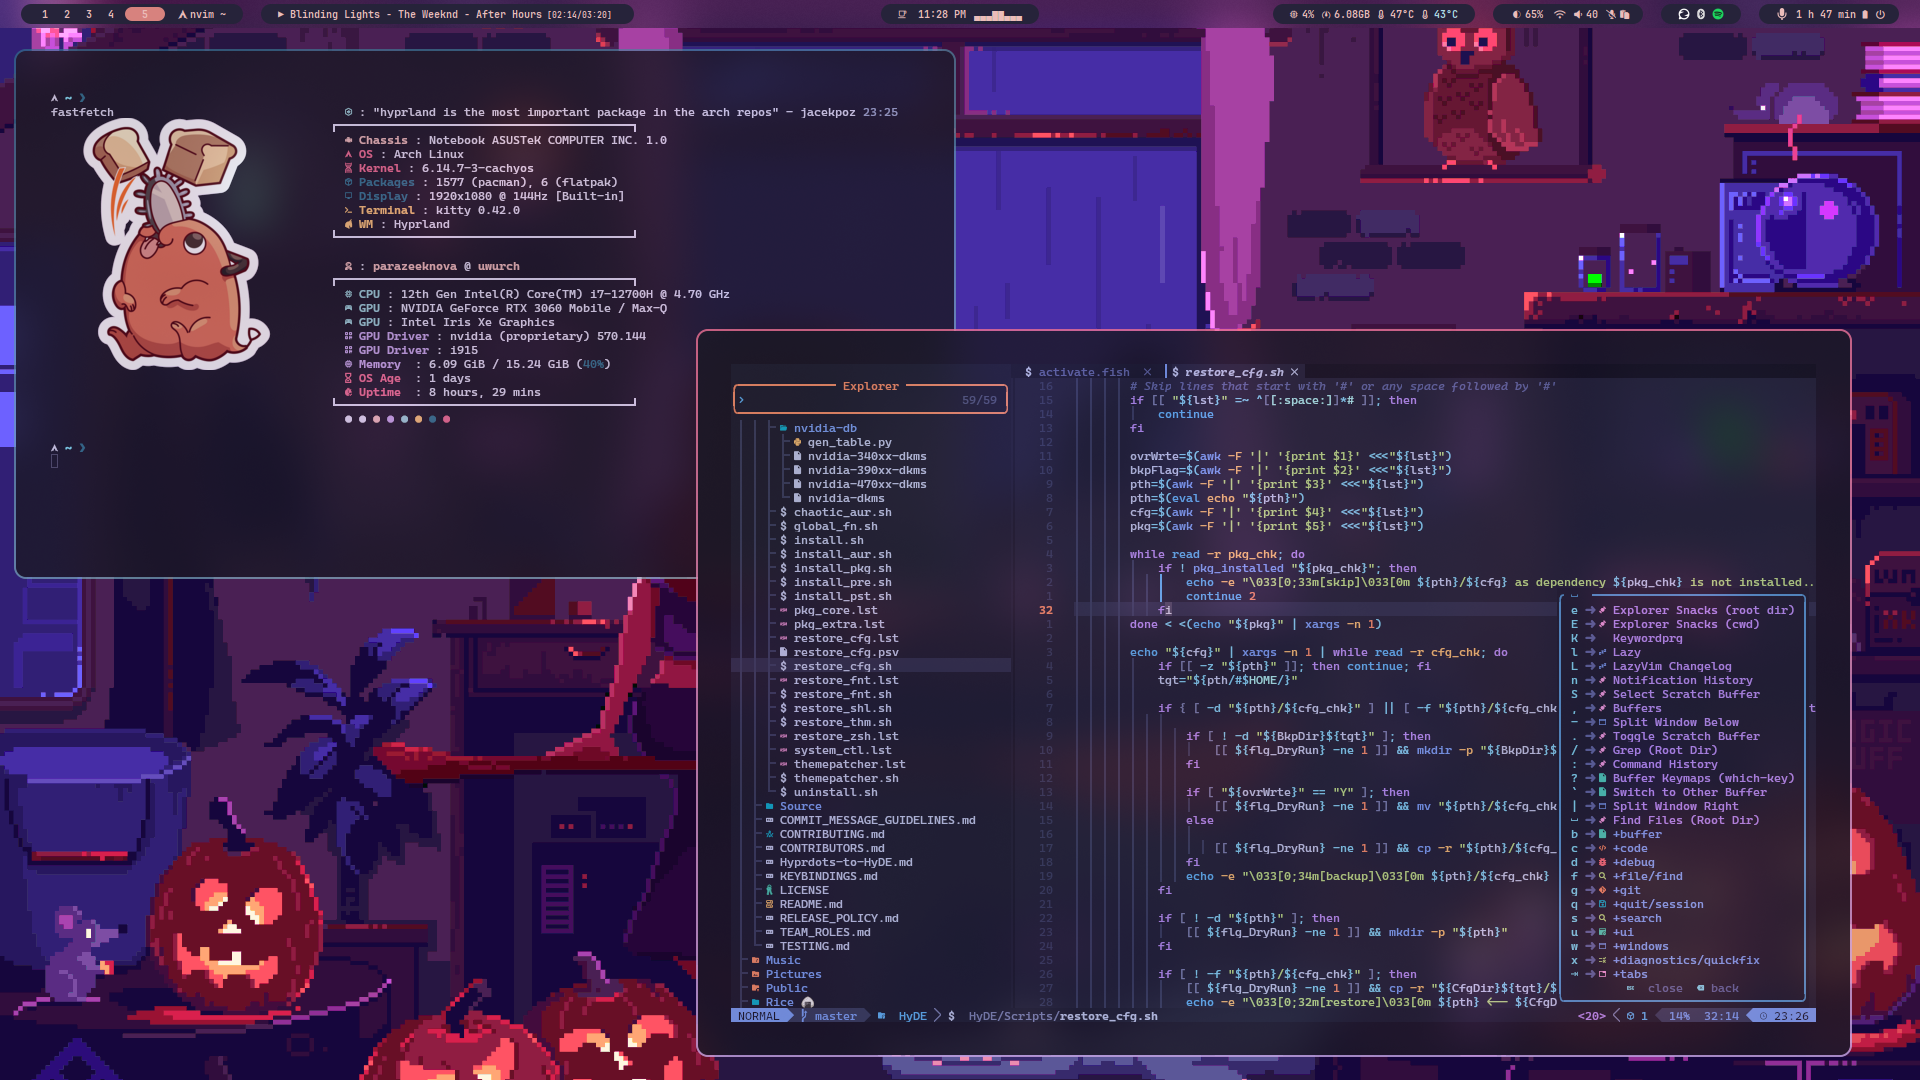 1 2 3 4 5 nvim ~
Blinding Lights - The Weeknd - After Hours [02:14/03:20]
11:28 PM
4% 6.08GB 47°C 43°C
65% 40
1 h 47 min
~
fastfetch
: "hyprland is the most important package in the arch repos" - jacekpoz 23:25
Chassis : Notebook ASUSTeK COMPUTER INC. 1.0
OS : Arch Linux
Kernel : 6.14.7-3-cachyos
Packages : 1577 (pacman), 6 (flatpak)
Display : 1920x1080 @ 144Hz [Built-in]
Terminal : kitty 0.42.0
WM : Hyprland
: parazeeknova @ uwurch
CPU : 12th Gen Intel(R) Core(TM) i7-12700H @ 4.70 GHz
GPU : NVIDIA GeForce RTX 3060 Mobile / Max-Q
GPU : Intel Iris Xe Graphics
GPU Driver : nvidia (proprietary) 570.144
GPU Driver : i915
Memory : 6.09 GiB / 15.24 GiB (40%)
OS Age : 1 days
Uptime : 8 hours, 29 mins
~
Explorer
59/59
nvidia-db
gen_table.py
nvidia-340xx-dkms
nvidia-390xx-dkms
nvidia-470xx-dkms
nvidia-dkms
$ chaotic_aur.sh
$ global_fn.sh
$ install.sh
$ install_aur.sh
$ install_pkg.sh
$ install_pre.sh
$ install_pst.sh
pkg_core.lst
pkg_extra.lst
restore_cfg.lst
restore_cfg.psv
$ restore_cfg.sh
restore_fnt.lst
$ restore_fnt.sh
$ restore_shl.sh
$ restore_thm.sh
restore_zsh.lst
system_ctl.lst
themepatcher.lst
$ themepatcher.sh
$ uninstall.sh
Source
COMMIT_MESSAGE_GUIDELINES.md
CONTRIBUTING.md
CONTRIBUTORS.md
Hyprdots-to-HyDE.md
KEYBINDINGS.md
LICENSE
README.md
RELEASE_POLICY.md
TEAM_ROLES.md
TESTING.md
Music
Pictures
Public
Rice
$ activate.fish × $ restore_cfg.sh ×
16 # Skip lines that start with '#' or any space followed by '#'
15 if [[ "${lst}" =~ ^[[:space:]]*# ]]; then
14 continue
13 fi
12
11 ovrWrte=$(awk -F '|' '{print $1}' <<<"${lst}")
10 bkpFlag=$(awk -F '|' '{print $2}' <<<"${lst}")
9 pth=$(awk -F '|' '{print $3}' <<<"${lst}")
8 pth=$(eval echo "${pth}")
7 cfg=$(awk -F '|' '{print $4}' <<<"${lst}")
6 pkg=$(awk -F '|' '{print $5}' <<<"${lst}")
5
4 while read -r pkg_chk; do
3 if ! pkg_installed "${pkg_chk}"; then
2 echo -e "\033[0;33m[skip]\033[0m ${pth}/${cfg} as dependency ${pkg_chk} is not installed..
1 continue 2
32 fi
1 done < <(echo "${pkg}" | xargs -n 1)
2
3 echo "${cfg}" | xargs -n 1 | while read -r cfg_chk; do
4 if [[ -z "${pth}" ]]; then continue; fi
5 tgt="${pth/#$HOME/}"
6
7 if { [ -d "${pth}/${cfg_chk}" ] || [ -f "${pth}/${cfg_chk
8
9 if [ ! -d "${BkpDir}${tgt}" ]; then
10 [[ ${flg_DryRun} -ne 1 ]] && mkdir -p "${BkpDir}$
11 fi
12
13 if [ "${ovrWrte}" == "Y" ]; then
14 [[ ${flg_DryRun} -ne 1 ]] && mv "${pth}/${cfg_chk
15 else
16
17 [[ ${flg_DryRun} -ne 1 ]] && cp -r "${pth}/${cfg_
18 fi
19 echo -e "\033[0;34m[backup]\033[0m ${pth}/${cfg_chk}
20 fi
21
22 if [ ! -d "${pth}" ]; then
23 [[ ${flg_DryRun} -ne 1 ]] && mkdir -p "${pth}"
24 fi
25
26 if [ ! -f "${pth}/${cfg_chk}" ]; then
27 [[ ${flg_DryRun} -ne 1 ]] && cp -r "${CfgDir}${tgt}/$
28 echo -e "\033[0;32m[restore]\033[0m ${pth} <-- ${CfgD
t
e Explorer Snacks (root dir)
E Explorer Snacks (cwd)
K Keywordprg
l Lazy
L LazyVim Changelog
n Notification History
S Select Scratch Buffer
, Buffers
- Split Window Below
. Toggle Scratch Buffer
/ Grep (Root Dir)
: Command History
? Buffer Keymaps (which-key)
` Switch to Other Buffer
| Split Window Right
Find Files (Root Dir)
b +buffer
c +code
d +debug
f +file/find
g +git
q +quit/session
s +search
u +ui
w +windows
x +diagnostics/quickfix
+tabs
close back
NORMAL master HyDE $ HyDE/Scripts/restore_cfg.sh
<20> 1 14% 32:14 23:26